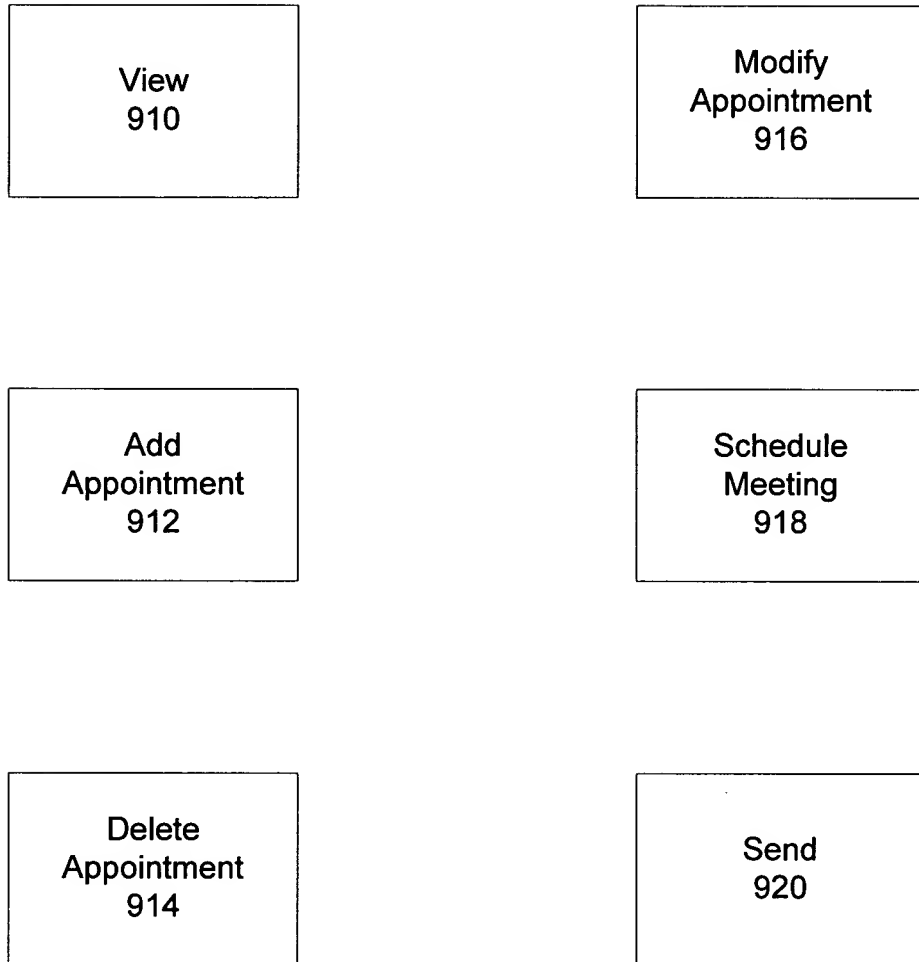 View
910
Modify
Appointment
916
Add
Appointment
912
Schedule
Meeting
918
Delete
Appointment
914
Send
920